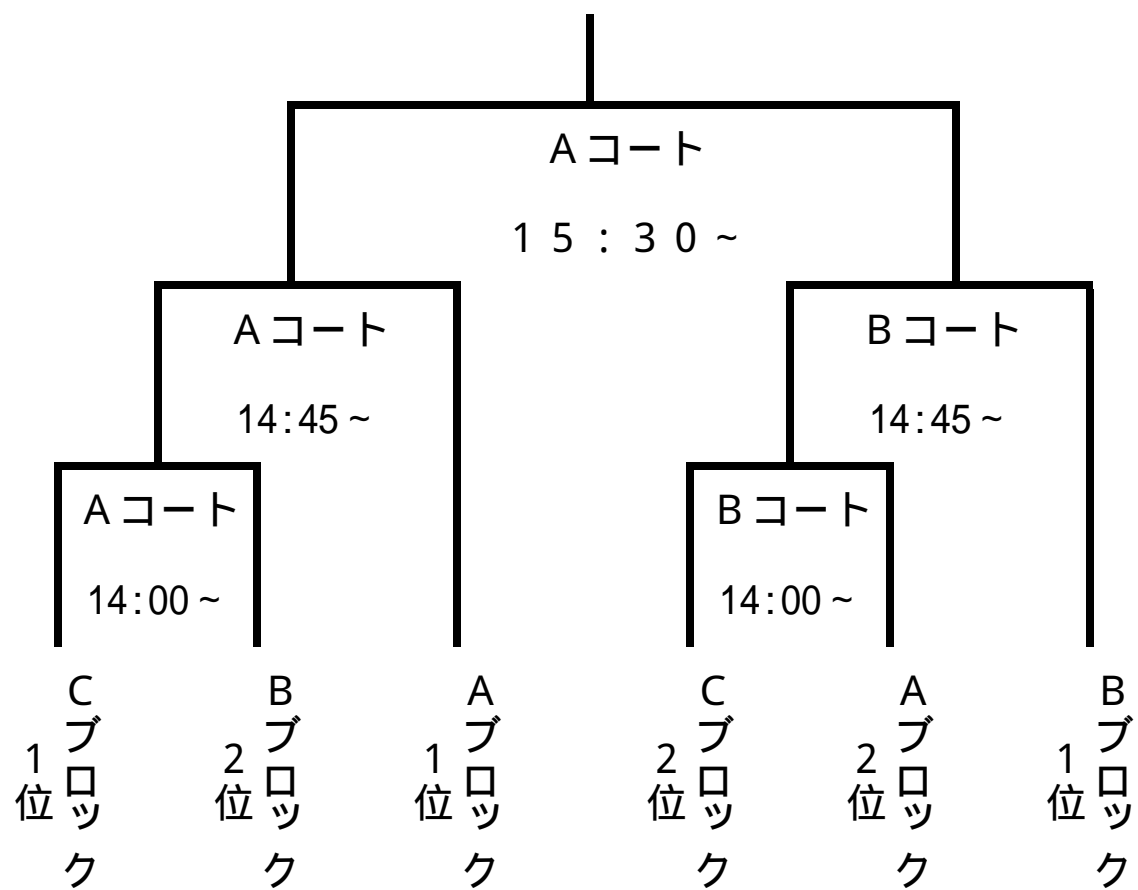 Aコート
15:30~
Aコート
14:45~
Bコート
14:45~
Aコート
14:00~
Bコート
14:00~
Cブロック
1位
Bブロック
2位
Aブロック
1位
Cブロック
2位
Aブロック
2位
Bブロック
1位